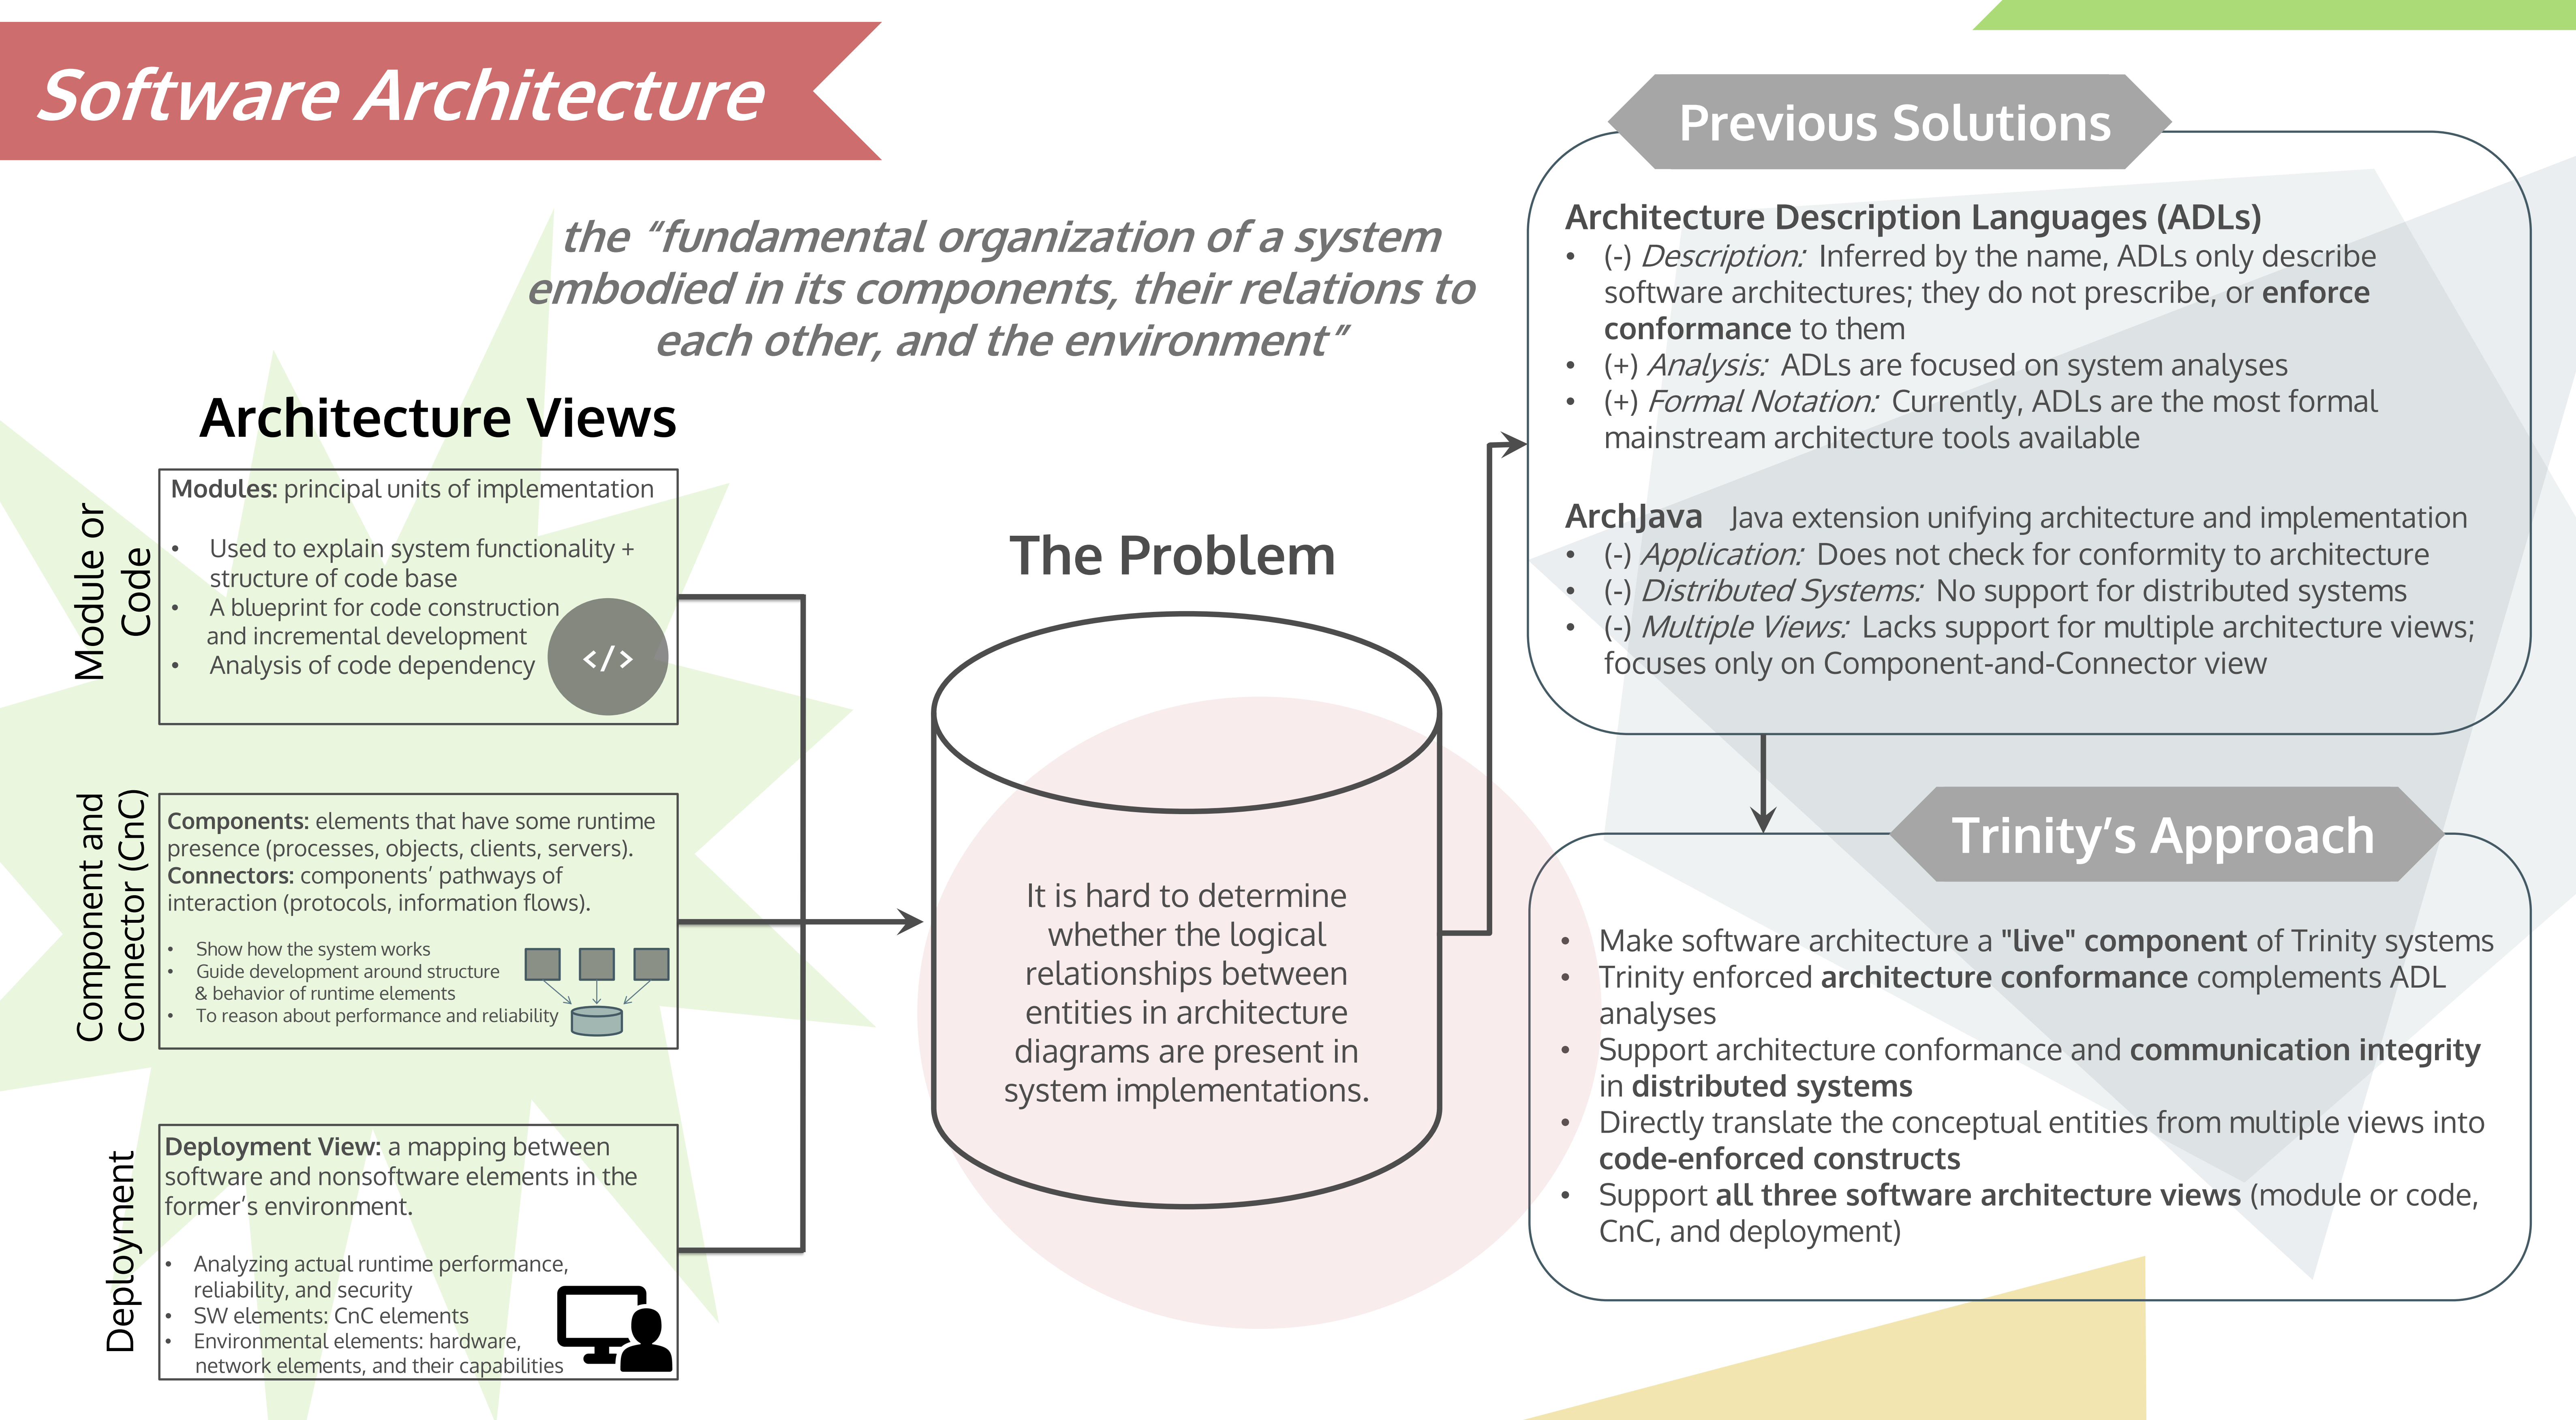 Software Architecture
the “fundamental organization of a system
embodied in its components, their relations to
each other, and the environment”
Architecture Views
Module or
Code
Modules: principal units of implementation
• Used to explain system functionality +
structure of code base
• A blueprint for code construction
and incremental development
• Analysis of code dependency
</>
Component and
Connector (CnC)
Components: elements that have some runtime
presence (processes, objects, clients, servers).
Connectors: components’ pathways of
interaction (protocols, information flows).
• Show how the system works
• Guide development around structure
& behavior of runtime elements
• To reason about performance and reliability
Deployment
Deployment View: a mapping between
software and nonsoftware elements in the
former’s environment.
• Analyzing actual runtime performance,
reliability, and security
• SW elements: CnC elements
• Environmental elements: hardware,
network elements, and their capabilities
The Problem
It is hard to determine
whether the logical
relationships between
entities in architecture
diagrams are present in
system implementations.
Previous Solutions
Architecture Description Languages (ADLs)
• (-) Description: Inferred by the name, ADLs only describe
software architectures; they do not prescribe, or enforce
conformance to them
• (+) Analysis: ADLs are focused on system analyses
• (+) Formal Notation: Currently, ADLs are the most formal
mainstream architecture tools available
ArchJava Java extension unifying architecture and implementation
• (-) Application: Does not check for conformity to architecture
• (-) Distributed Systems: No support for distributed systems
• (-) Multiple Views: Lacks support for multiple architecture views;
focuses only on Component-and-Connector view
Trinity’s Approach
• Make software architecture a "live" component of Trinity systems
• Trinity enforced architecture conformance complements ADL
analyses
• Support architecture conformance and communication integrity
in distributed systems
• Directly translate the conceptual entities from multiple views into
code-enforced constructs
• Support all three software architecture views (module or code,
CnC, and deployment)